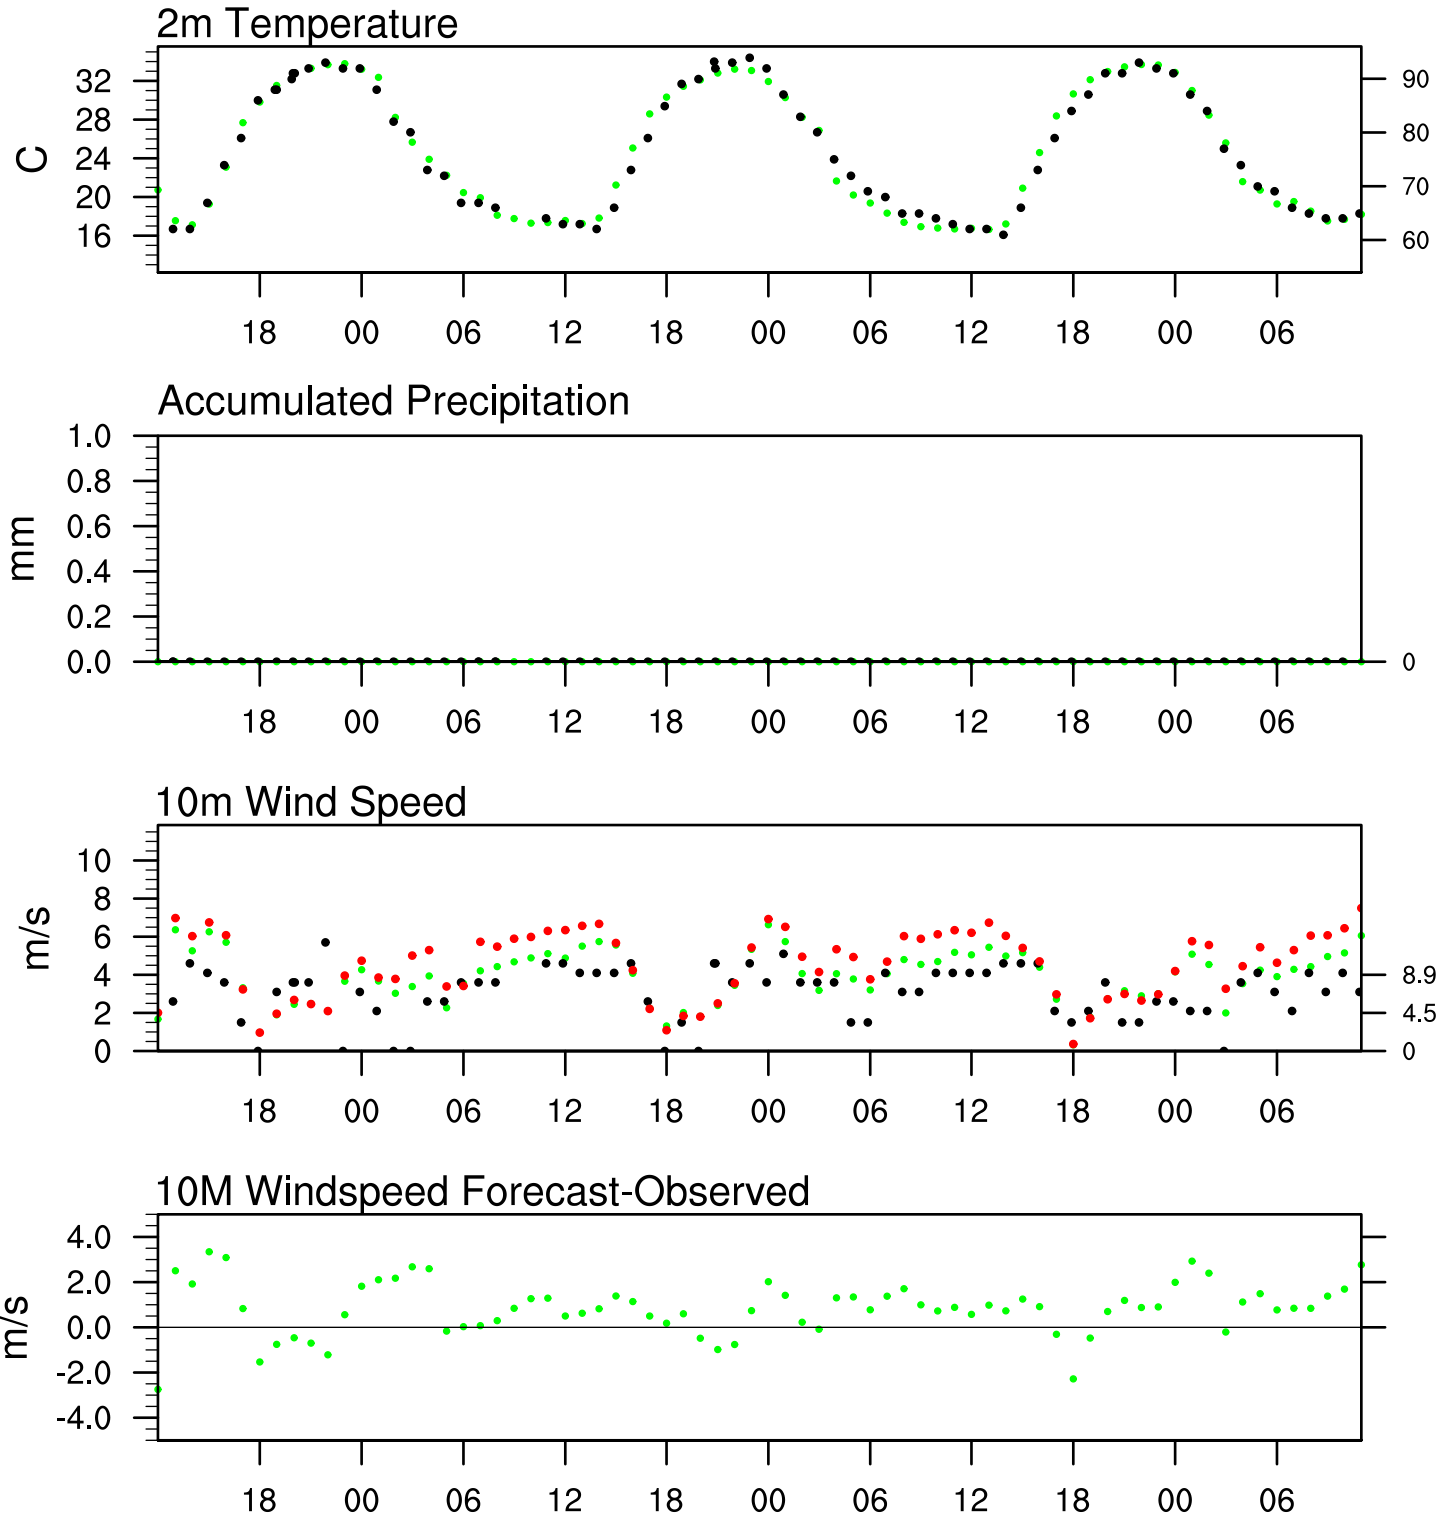 2m Temperature
32
28
24
20
16
C
90
80
70
60
18 00 06 12 18 00 06 12 18 00 06
Accumulated Precipitation
1.0
0.8
0.6
0.4
0.2
0.0
mm
0
18 00 06 12 18 00 06 12 18 00 06
10m Wind Speed
10
8
6
4
2
0
m/s
8.9
4.5
0
18 00 06 12 18 00 06 12 18 00 06
10M Windspeed Forecast-Observed
4.0
2.0
0.0
-2.0
-4.0
m/s
18 00 06 12 18 00 06 12 18 00 06